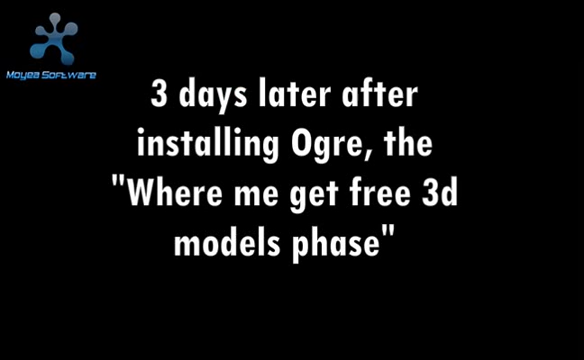 Moyea Software
3 days later after
installing Ogre, the
"Where me get free 3d
models phase"